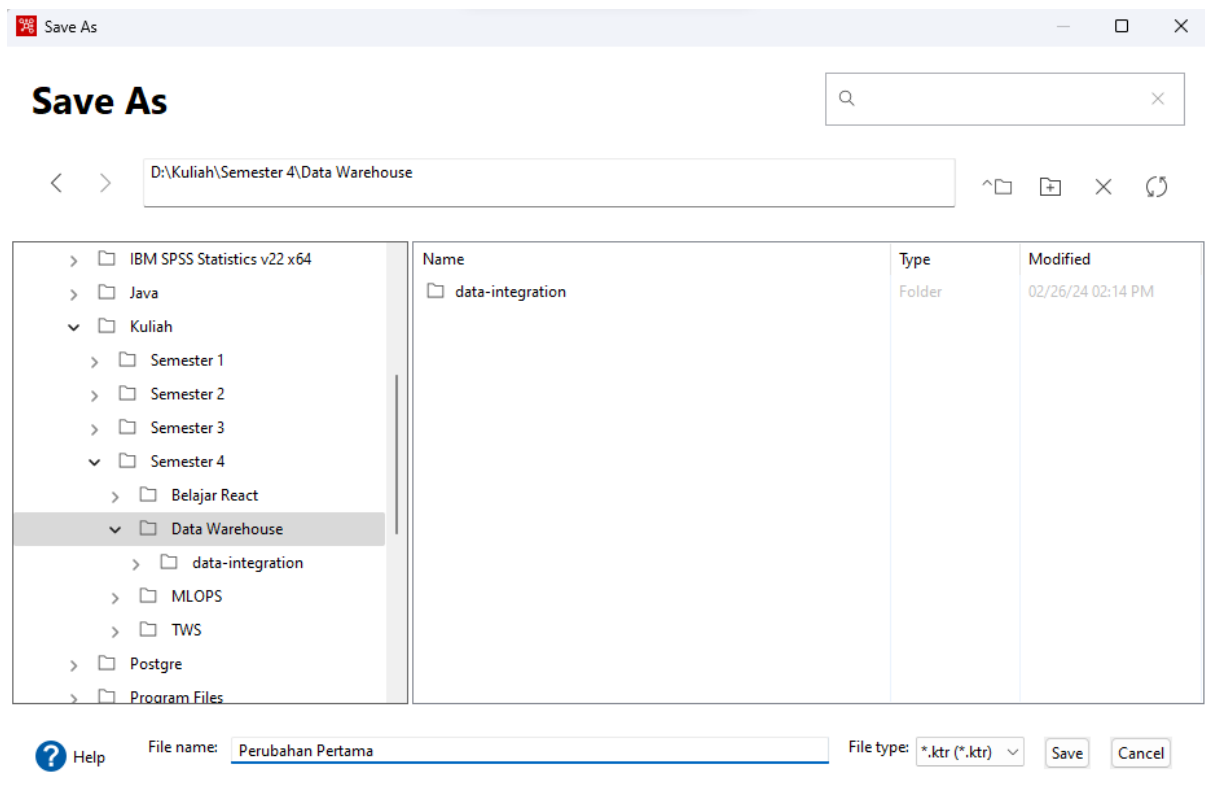 Save As
Save As
D:\Kuliah\Semester 4\Data Warehouse
IBM SPSS Statistics v22 x64
Java
Kuliah
Semester 1
Semester 2
Semester 3
Semester 4
Belajar React
Data Warehouse
data-integration
MLOPS
TWS
Postgre
Program Files
Name Type Modified
data-integration Folder 02/26/24 02:14 PM
Help File name: Perubahan Pertama File type: *.ktr (*.ktr) Save Cancel